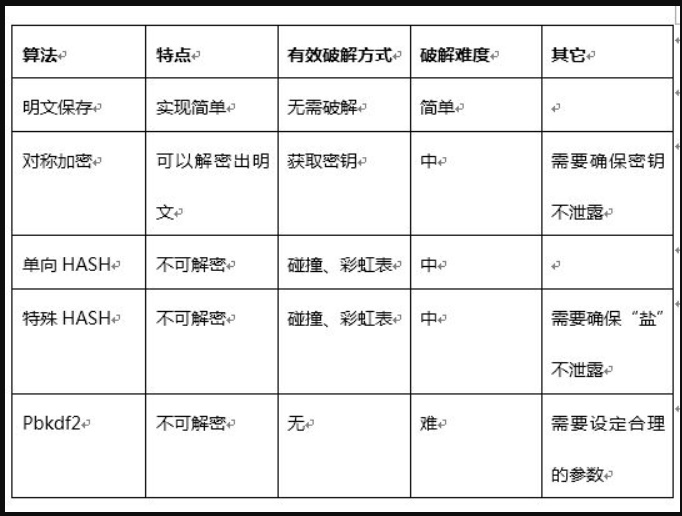 算法 特点 有效破解方式 破解难度 其它
明文保存 实现简单 无需破解 简单
对称加密 可以解密出明 获取密钥 中 需要确保密钥
文 不泄露
单向 HASH 不可解密 碰撞、彩虹表 中
特殊 HASH 不可解密 碰撞、彩虹表 中 需要确保“盐”
不泄露
Pbkdf2 不可解密 无 难 需要设定合理
的参数